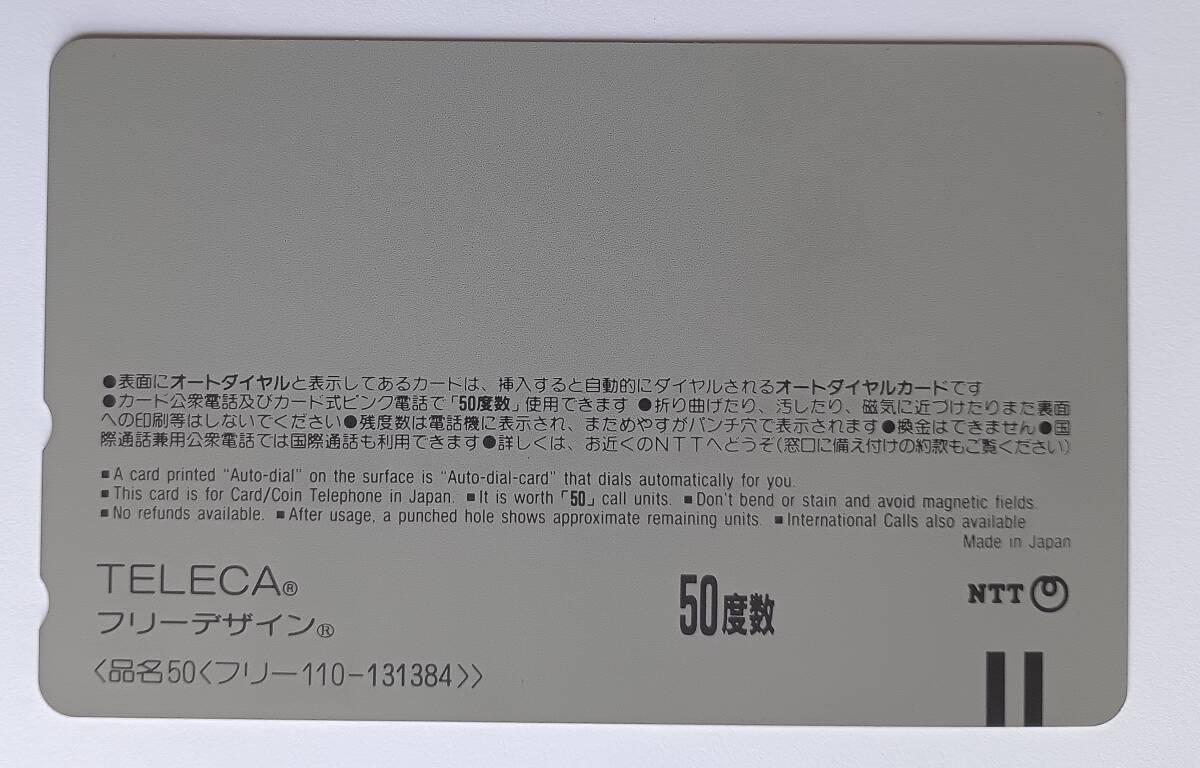 ●表面にオートダイヤルと表示してあるカードは、挿入すると自動的にダイヤルされるオートダイヤルカードです
●カード公衆電話及びカード式ピンク電話で「50度数」使用できます ●折り曲げたり、汚したり、磁気に近づけたりまた裏面
への印刷等はしないでください●残度数は電話機に表示され、まためやすがパンチ穴で表示されます●換金はできません●国
際通話兼用公衆電話では国際通話も利用できます●詳しくは、お近くのNTTへどうぞ(窓口に備え付けの約款もご覧ください)
■A card printed "Auto-dial" on the surface is "Auto-dial-card" that dials automatically for you.
■This card is for Card/Coin Telephone in Japan. ■It is worth「50」call units. ■Don't bend or stain and avoid magnetic fields.
■No refunds available. ■After usage, a punched hole shows approximate remaining units. ■International Calls also available
Made in Japan
TELECA®
フリーデザイン®
50度数
NTT
〈品名50〈フリー110-131384〉〉